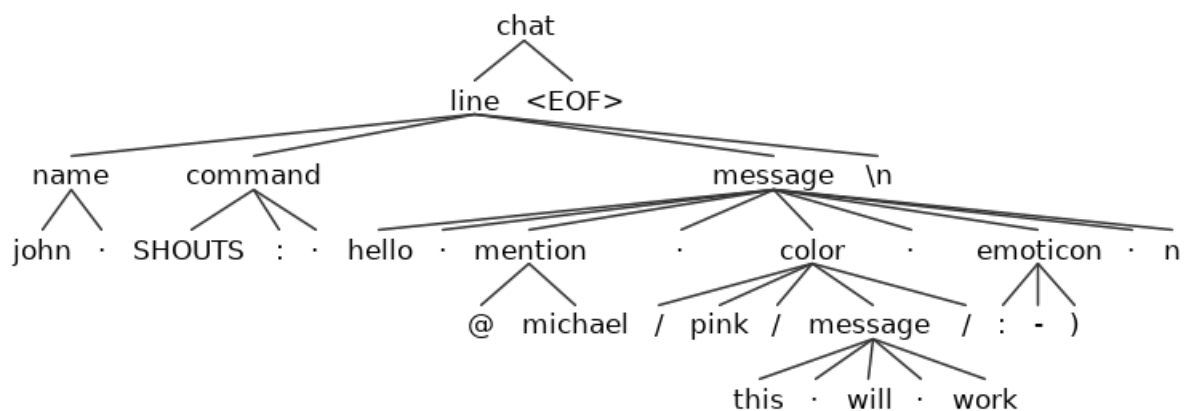 chat
line <EOF>
name command message \n
john · SHOUTS : · hello · mention · color · emoticon · n
@ michael / pink / message / : - )
this · will · work